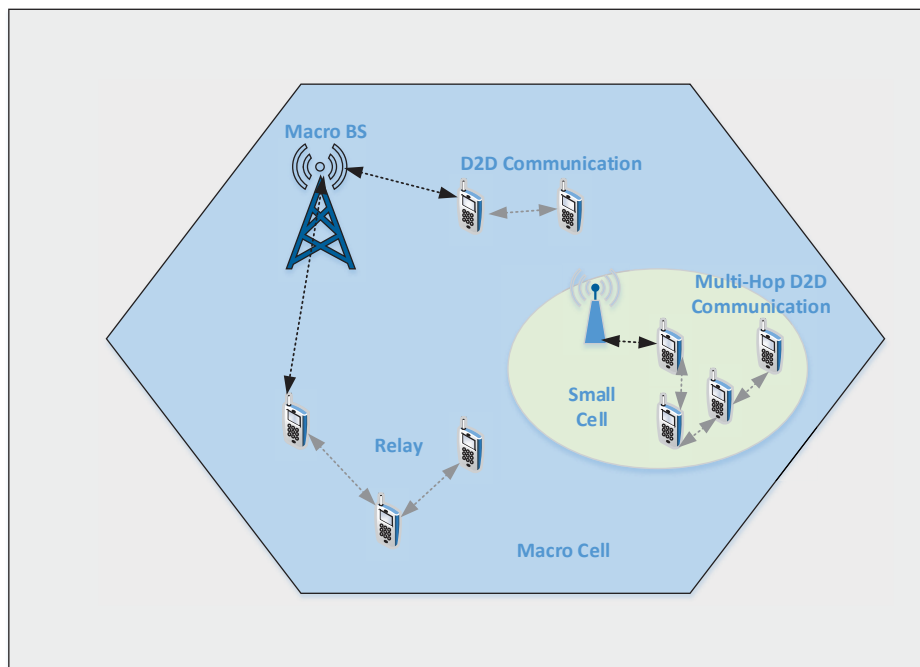 Macro BS
D2D Communication
Multi-Hop D2D
Communication
Small
Cell
Relay
Macro Cell